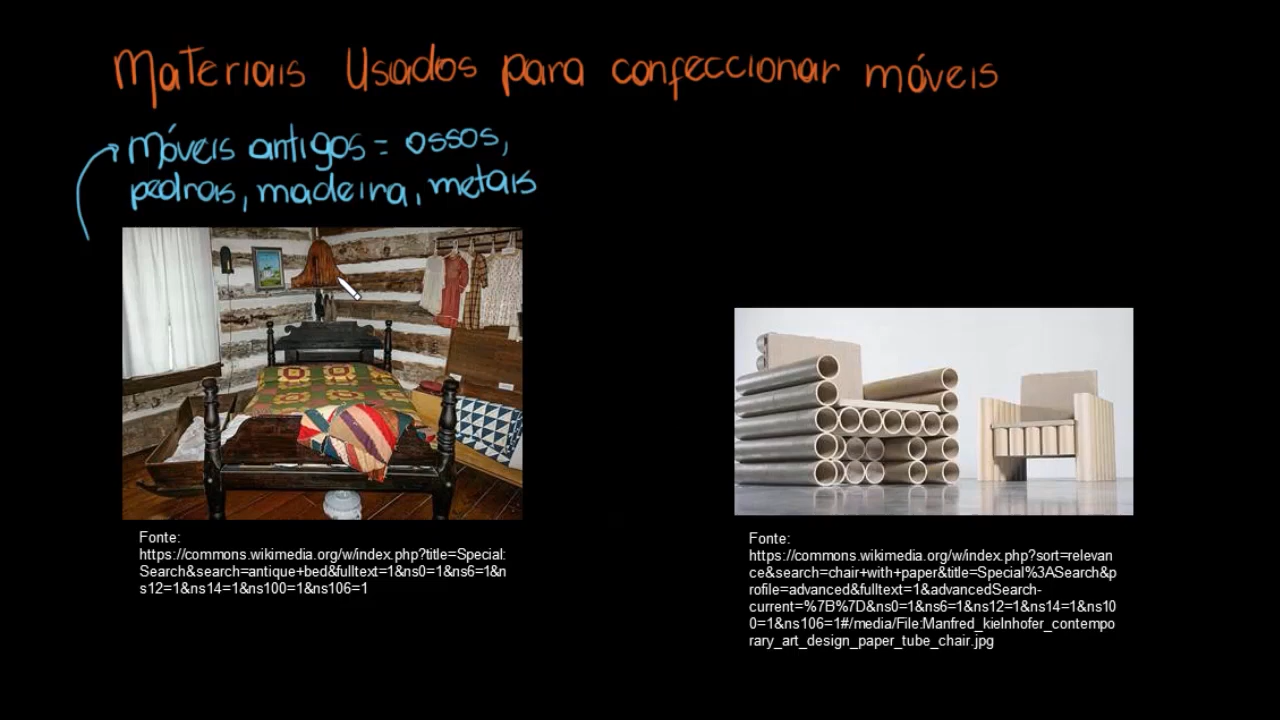 Materiais Usados para confeccionar móveis
Móveis antigos = ossos,
pedras, madeira, metais
Fonte:
https://commons.wikimedia.org/w/index.php?title=Special:
Search&search=antique+bed&fulltext=1&ns0=1&ns6=1&n
s12=1&ns14=1&ns100=1&ns106=1
Fonte:
https://commons.wikimedia.org/w/index.php?sort=relevan
ce&search=chair+with+paper&title=Special%3ASearch&p
rofile=advanced&fulltext=1&advancedSearch-
current=%7B%7D&ns0=1&ns6=1&ns12=1&ns14=1&ns10
0=1&ns106=1#/media/File:Manfred_kielnhofer_contempo
rary_art_design_paper_tube_chair.jpg